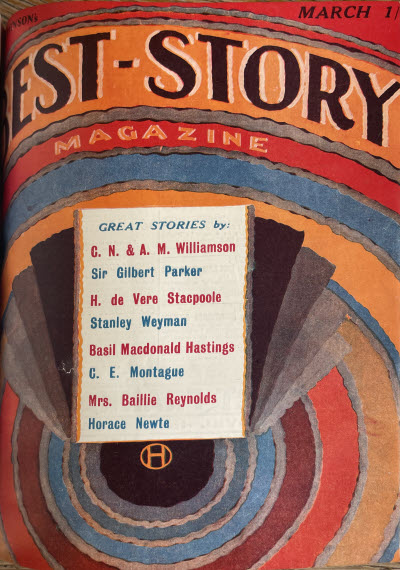 MARCH 1/
EST-STORY
MAGAZINE
GREAT STORIES by:
C. N. & A. M. Williamson
Sir Gilbert Parker
H. de Vere Stacpoole
Stanley Weyman
Basil Macdonald Hastings
C. E. Montague
Mrs. Baillie Reynolds
Horace Newte
H